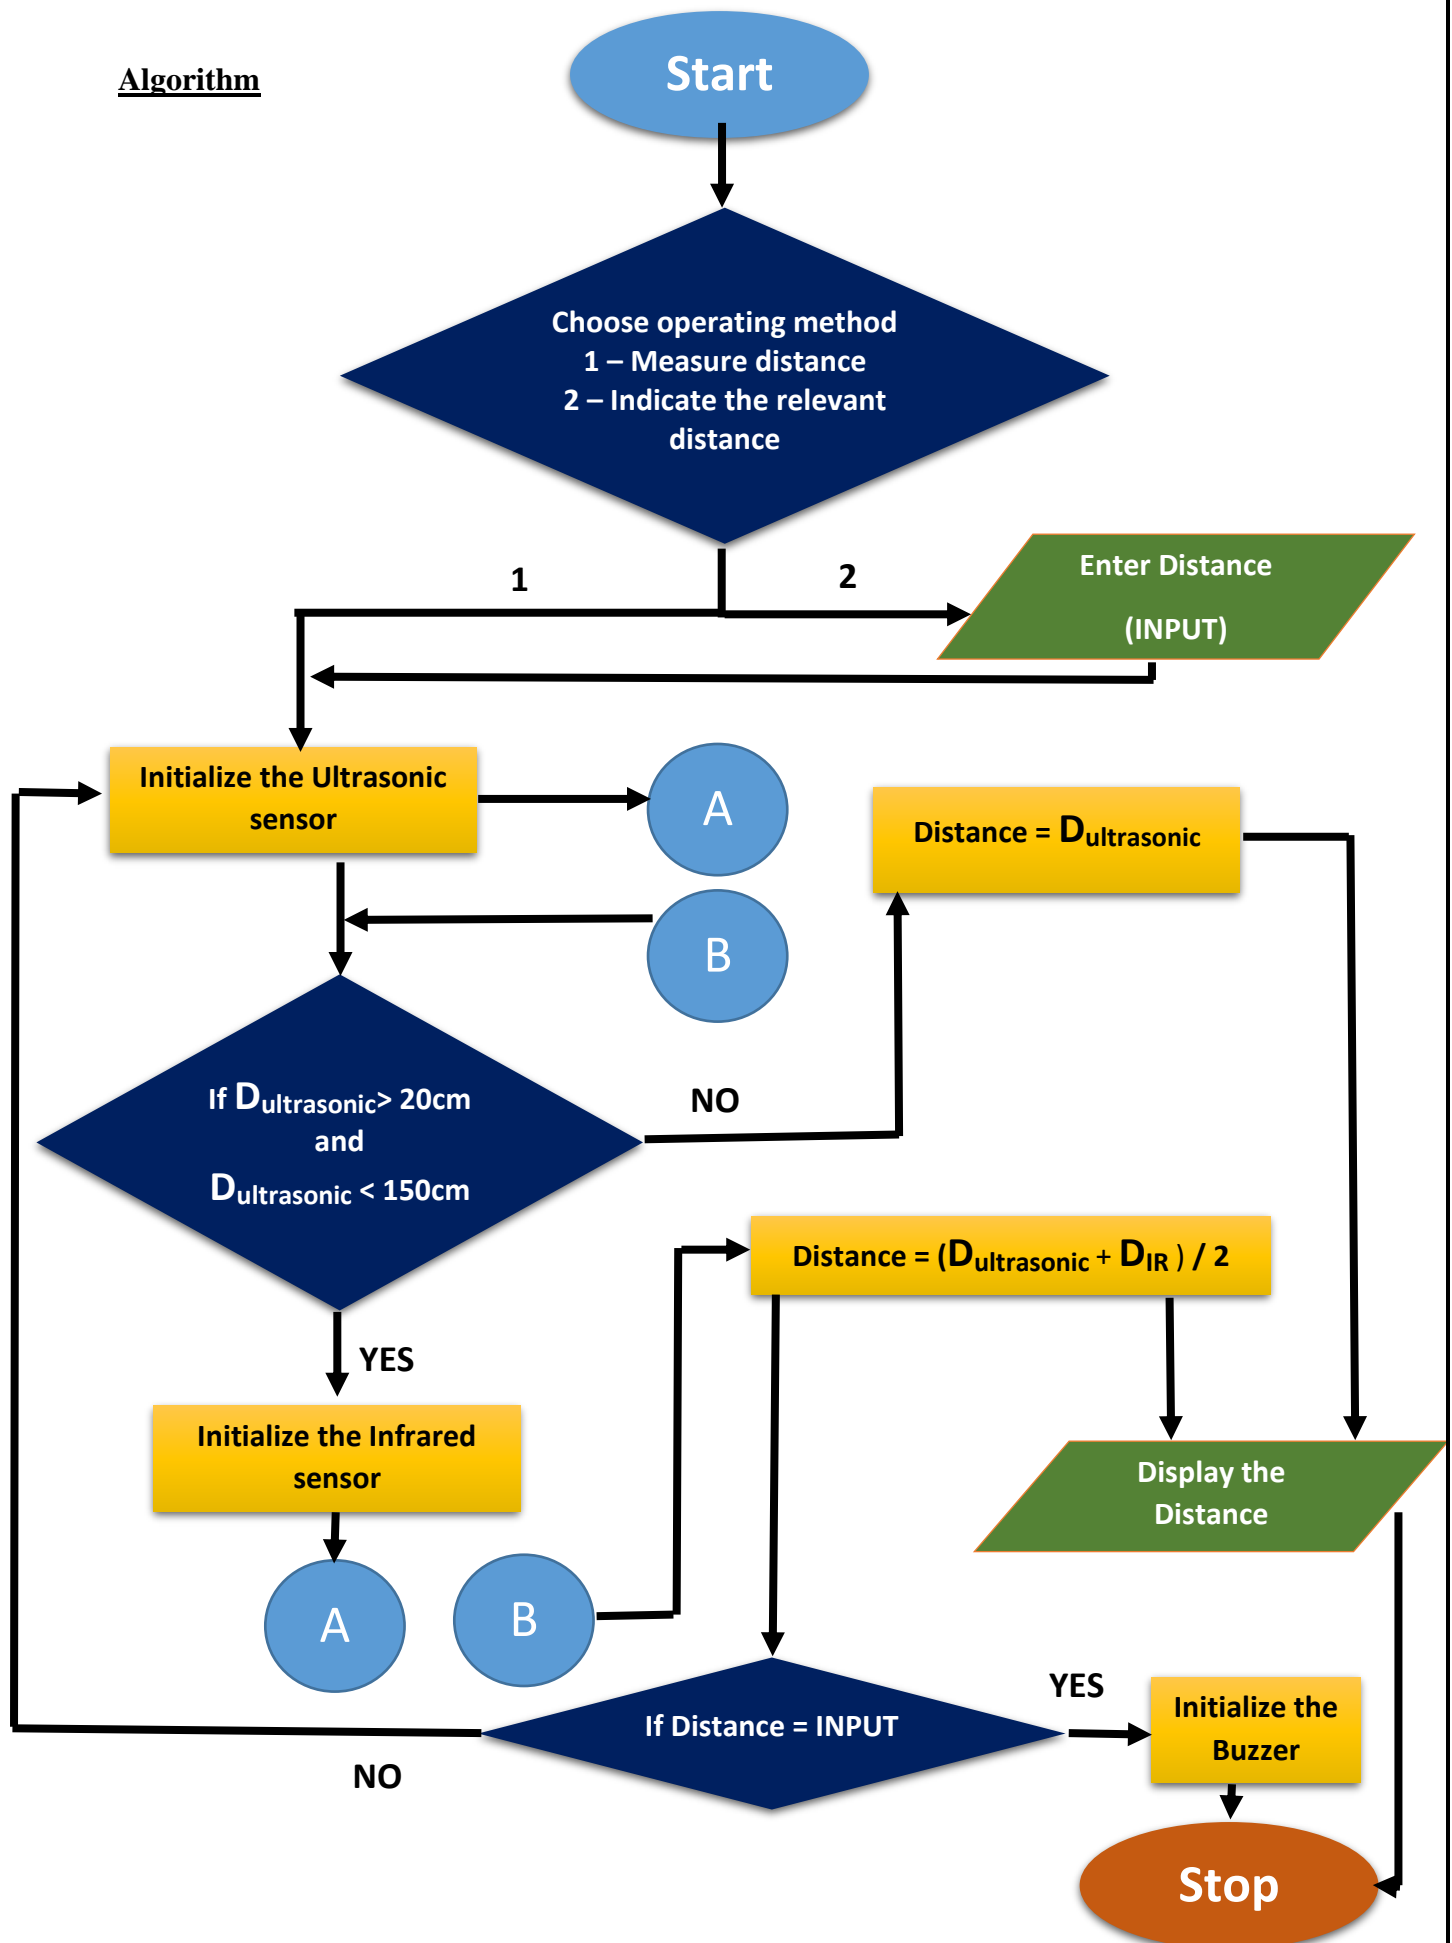 Algorithm
Start
Choose operating method
1 – Measure distance
2 – Indicate the relevant
distance
1
2
Enter Distance
(INPUT)
Initialize the Ultrasonic
sensor
A
Distance = Dultrasonic
B
If Dultrasonic> 20cm
and
Dultrasonic < 150cm
NO
Distance = (Dultrasonic + DIR ) / 2
YES
Initialize the Infrared
sensor
Display the
Distance
A
B
If Distance = INPUT
YES
NO
Initialize the
Buzzer
Stop